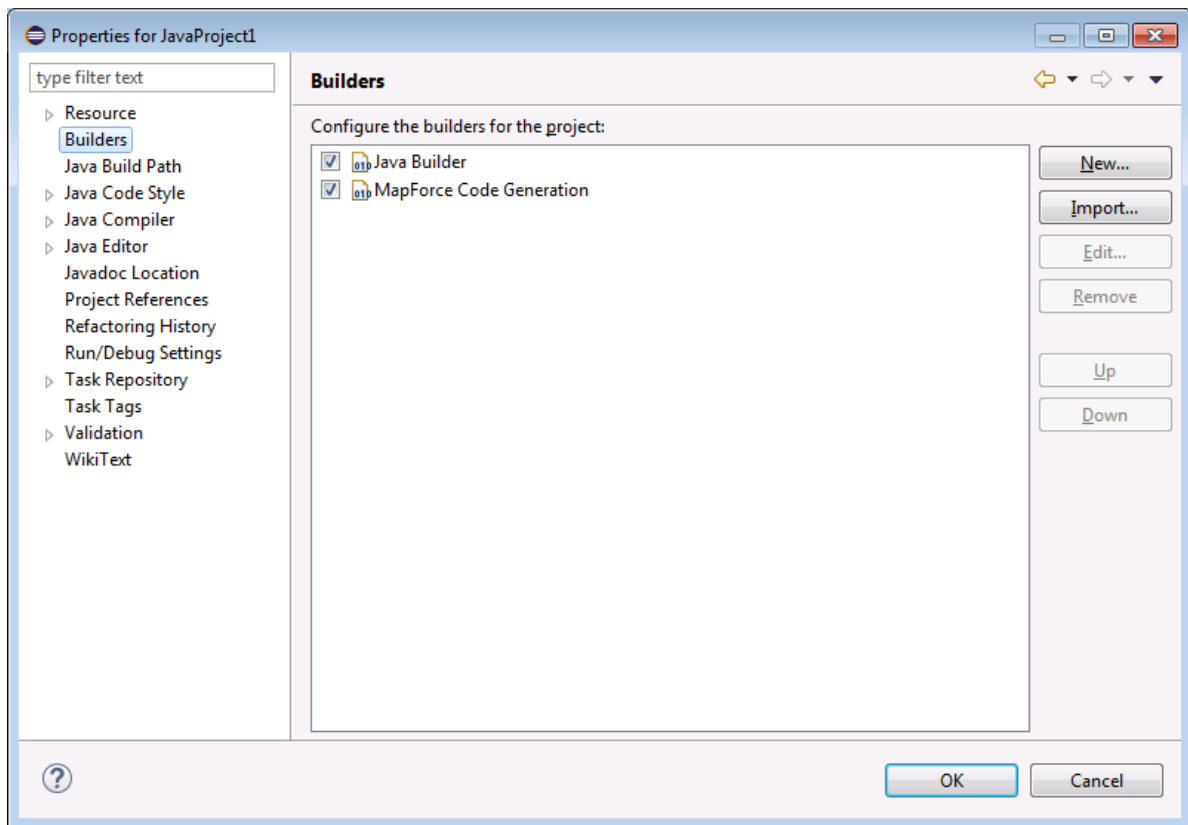 Properties for JavaProject1
type filter text
Resource
Builders
Java Build Path
Java Code Style
Java Compiler
Java Editor
Javadoc Location
Project References
Refactoring History
Run/Debug Settings
Task Repository
Task Tags
Validation
WikiText
Builders
Configure the builders for the project:
010 Java Builder
010 MapForce Code Generation
New...
Import...
Edit...
Remove
Up
Down
?
OK
Cancel